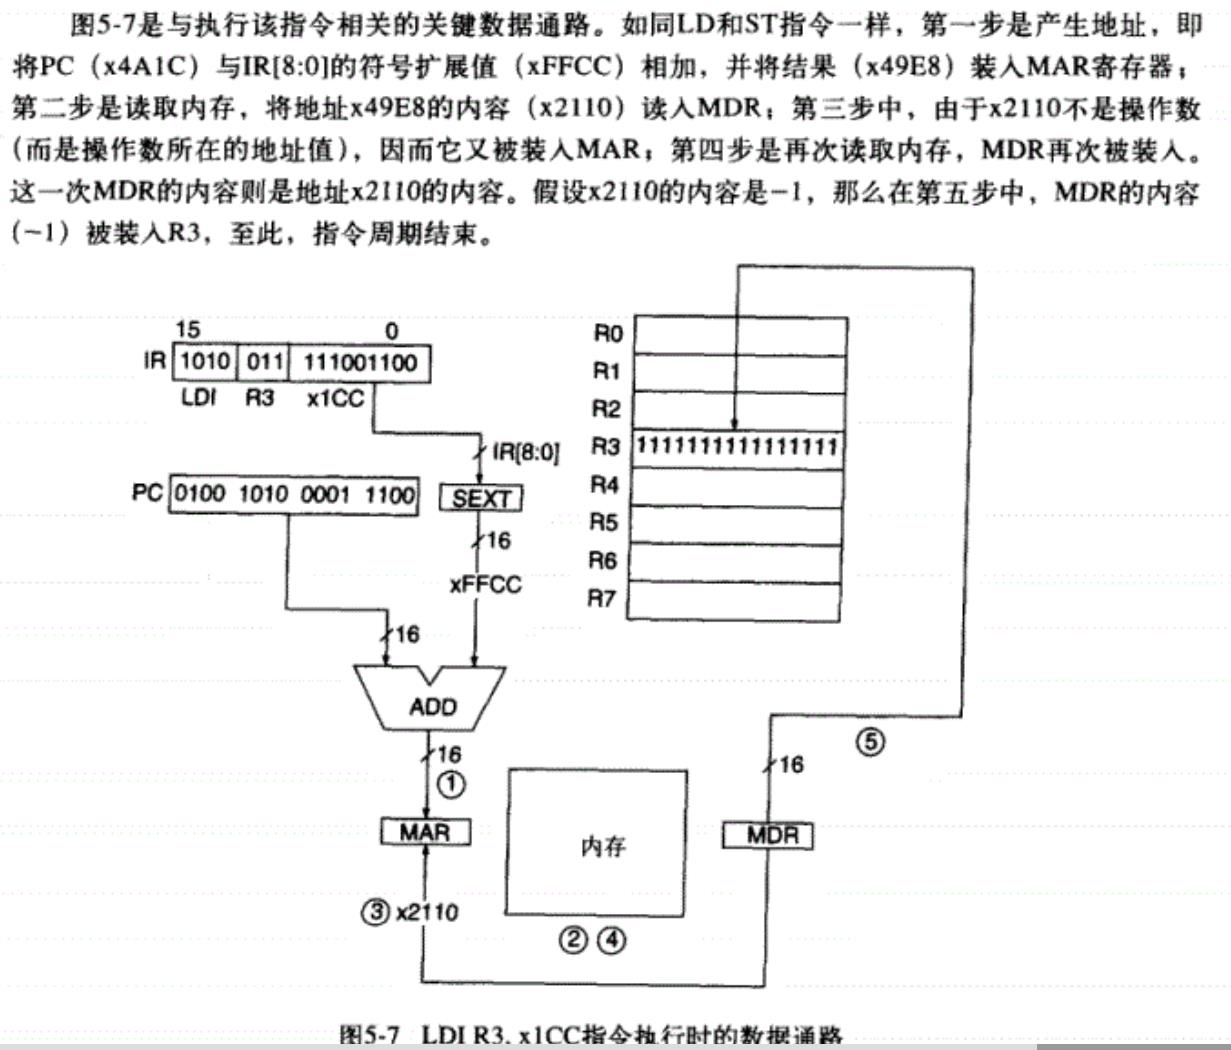 图5-7是与执行该指令相关的关键数据通路。如同LD和ST指令一样，第一步是产生地址，即
将PC（x4A1C）与IR[8:0]的符号扩展值（xFFCC）相加，并将结果（x49E8）装入MAR寄存器；
第二步是读取内存，将地址x49E8的内容（x2110）读入MDR；第三步中，由于x2110不是操作数
（而是操作数所在的地址值），因而它又被装入MAR；第四步是再次读取内存，MDR再次被装入。
这一次MDR的内容则是地址x2110的内容。假设x2110的内容是-1，那么在第五步中，MDR的内容
（-1）被装入R3，至此，指令周期结束。
15 0
IR 1010 011 111001100
LDI R3 x1CC
IR[8:0]
PC 0100 1010 0001 1100
SEXT
16
xFFCC
16
ADD
16
①
MAR
③ x2110
R0
R1
R2
R3 1111111111111111
R4
R5
R6
R7
⑤
16
内存
MDR
② ④
图5-7 LDI R3, x1CC指令执行时的数据通路